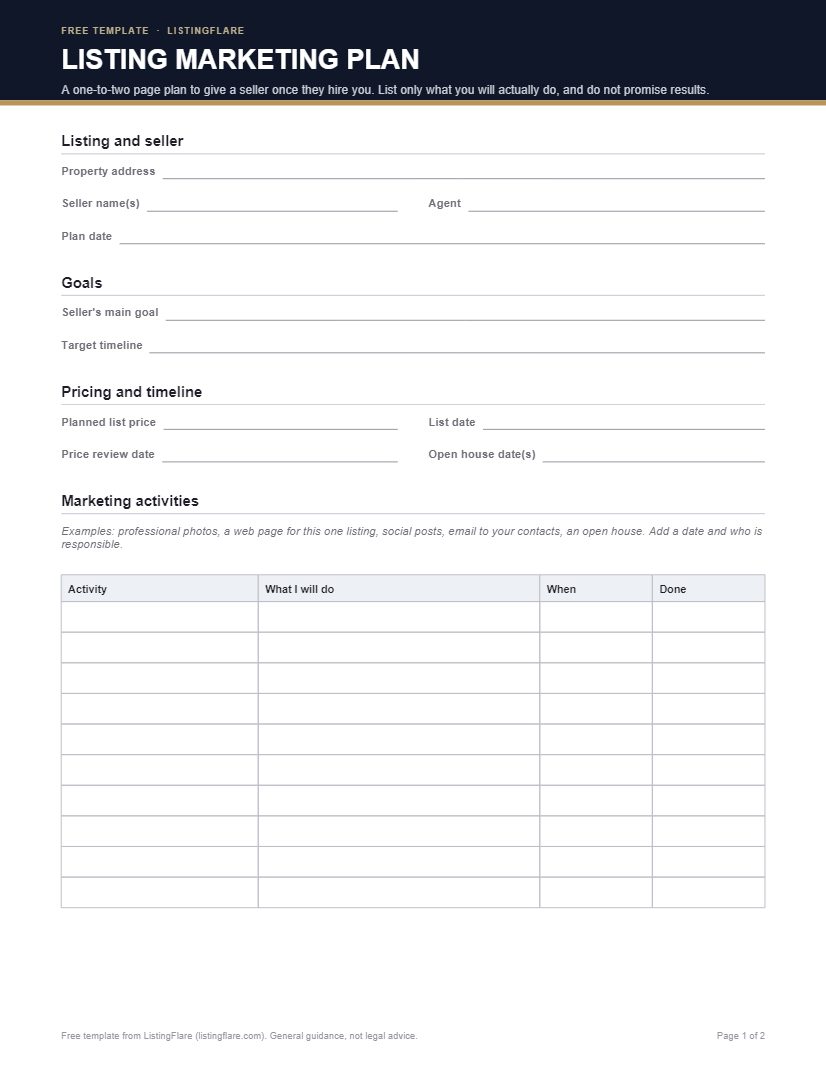 FREE TEMPLATE · LISTINGFLARE
LISTING MARKETING PLAN
A one-to-two page plan to give a seller once they hire you. List only what you will actually do, and do not promise results.
Listing and seller
Property address
Seller name(s) Agent
Plan date
Goals
Seller's main goal
Target timeline
Pricing and timeline
Planned list price List date
Price review date Open house date(s)
Marketing activities
Examples: professional photos, a web page for this one listing, social posts, email to your contacts, an open house. Add a date and who is
responsible.
Activity What I will do When Done
Free template from ListingFlare (listingflare.com). General guidance, not legal advice. Page 1 of 2